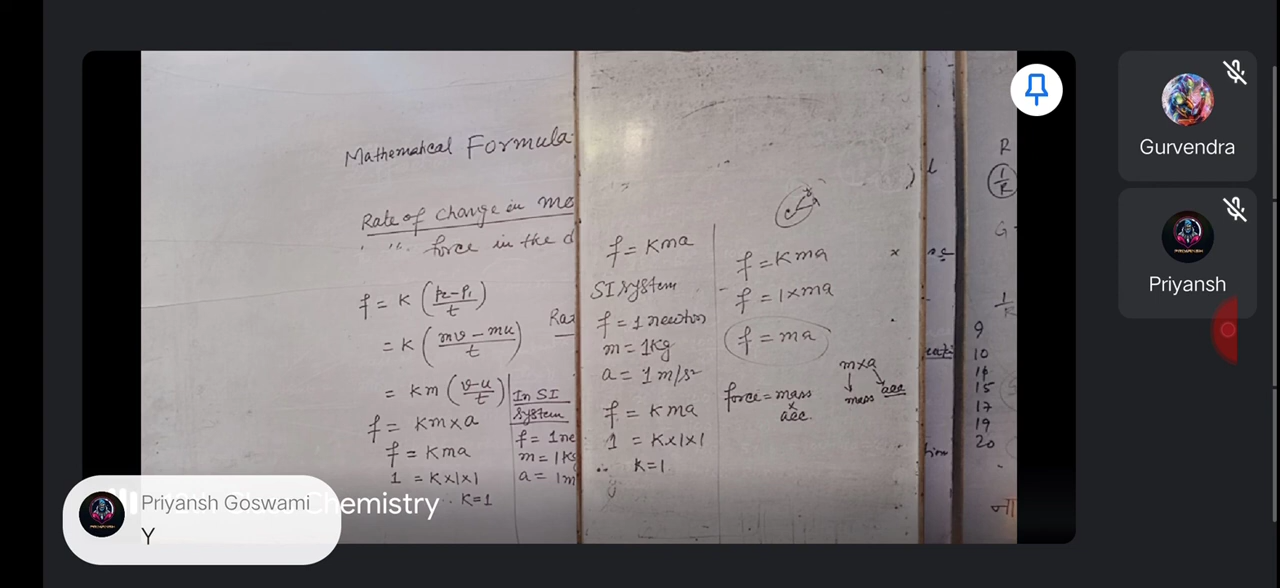 Mathematical Formula
Rate of change in mo
" " force in the d
f = K (p₂-p₁/t)
= K (mv - mu/t)
= Km (v-u/t)
f = Km×a
f = Kma
1 = K×1×1
K=1
In SI
System
f = 1ne
m = 1kg
a = 1m
f = Kma
SI System
f = 1 newton
m = 1kg
a = 1 m/s²
f = Kma
1 = K×1×1
∴ K=1
f = Kma
f = 1×ma
f = ma
force = mass
×
acc.
m×a
mass acc
R
1/R
G
1/R
9
10
15
17
19
20
Gurvendra
Priyansh
Chemistry
Priyansh Goswami
Y